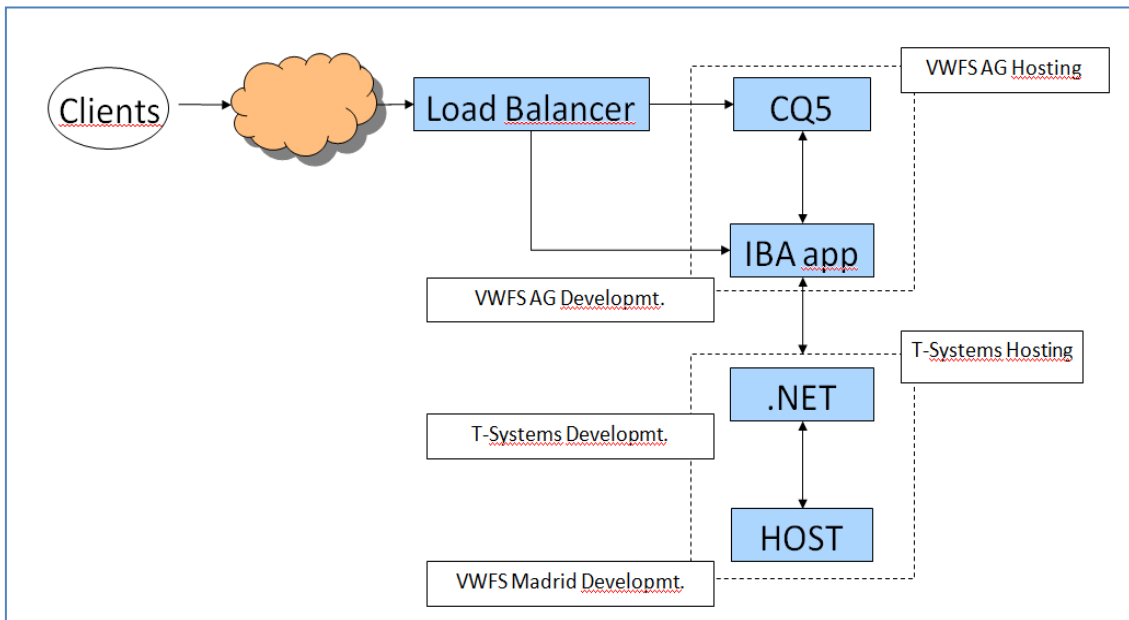 VWFS AG Hosting
Clients
Load Balancer
CQ5
IBA app
VWFS AG Developmt.
T-Systems Hosting
.NET
T-Systems Developmt.
HOST
VWFS Madrid Developmt.